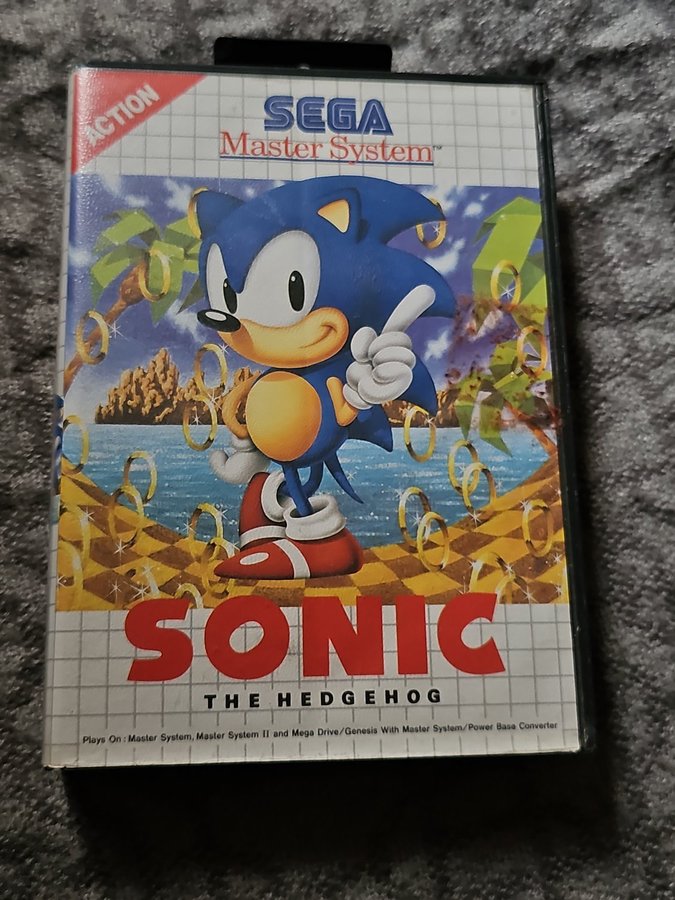 ACTION
SEGA
Master System™
SONIC
THE HEDGEHOG
Plays On : Master System, Master System II and Mega Drive/Genesis With Master System/Power Base Converter